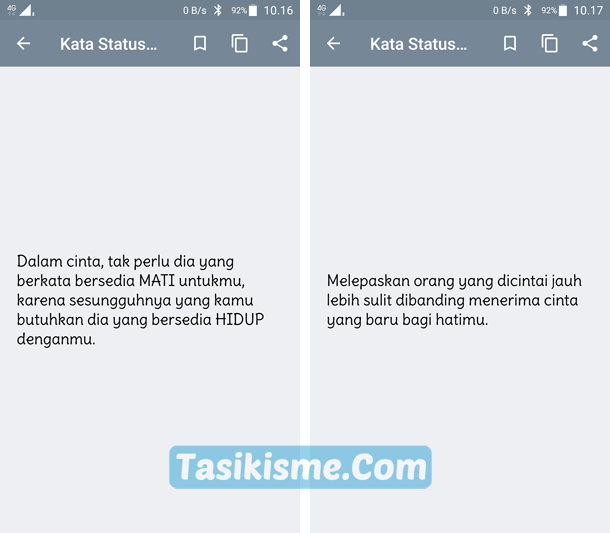 4G 0 B/s 92% 10.16
Kata Status...
Dalam cinta, tak perlu dia yang
berkata bersedia MATI untukmu,
karena sesungguhnya yang kamu
butuhkan dia yang bersedia HIDUP
denganmu.
4G 0 B/s 92% 10.17
Kata Status...
Melepaskan orang yang dicintai jauh
lebih sulit dibanding menerima cinta
yang baru bagi hatimu.
Tasikisme.Com